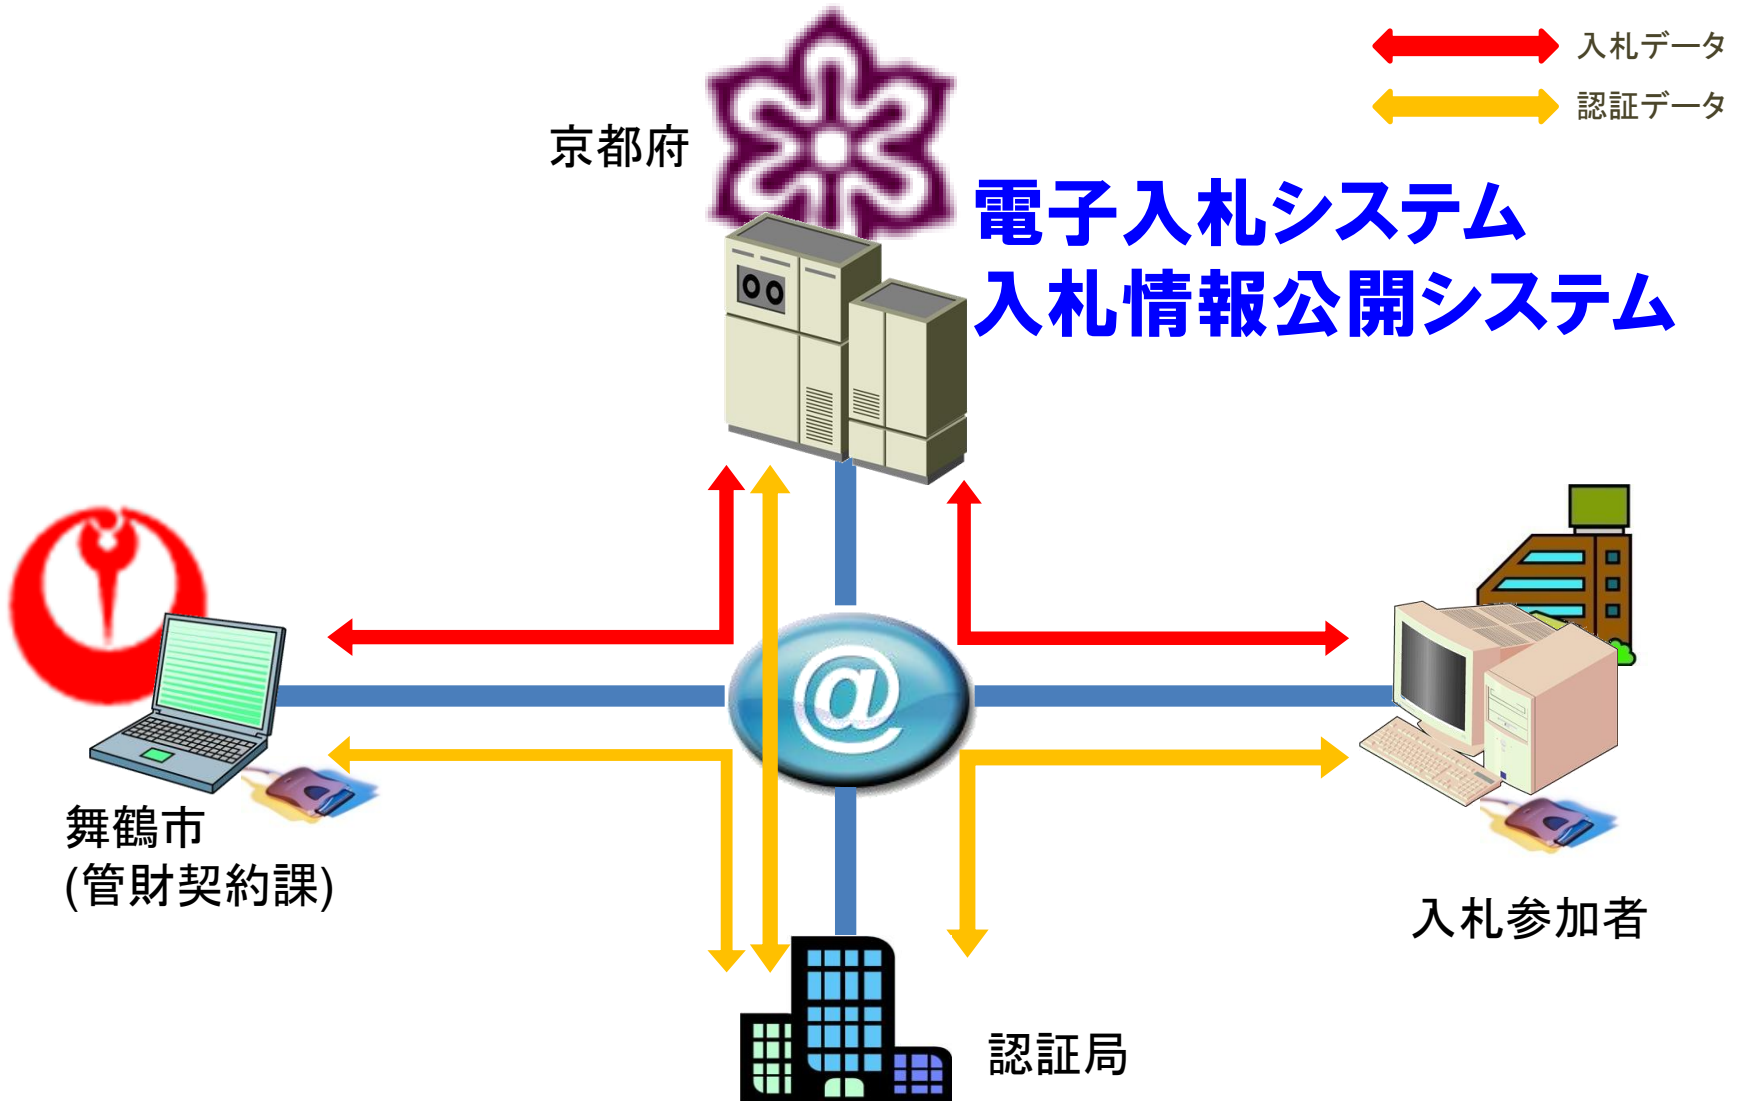 入札データ
認証データ
京都府
電子入札システム
入札情報公開システム
@
舞鶴市
(管財契約課)
入札参加者
認証局